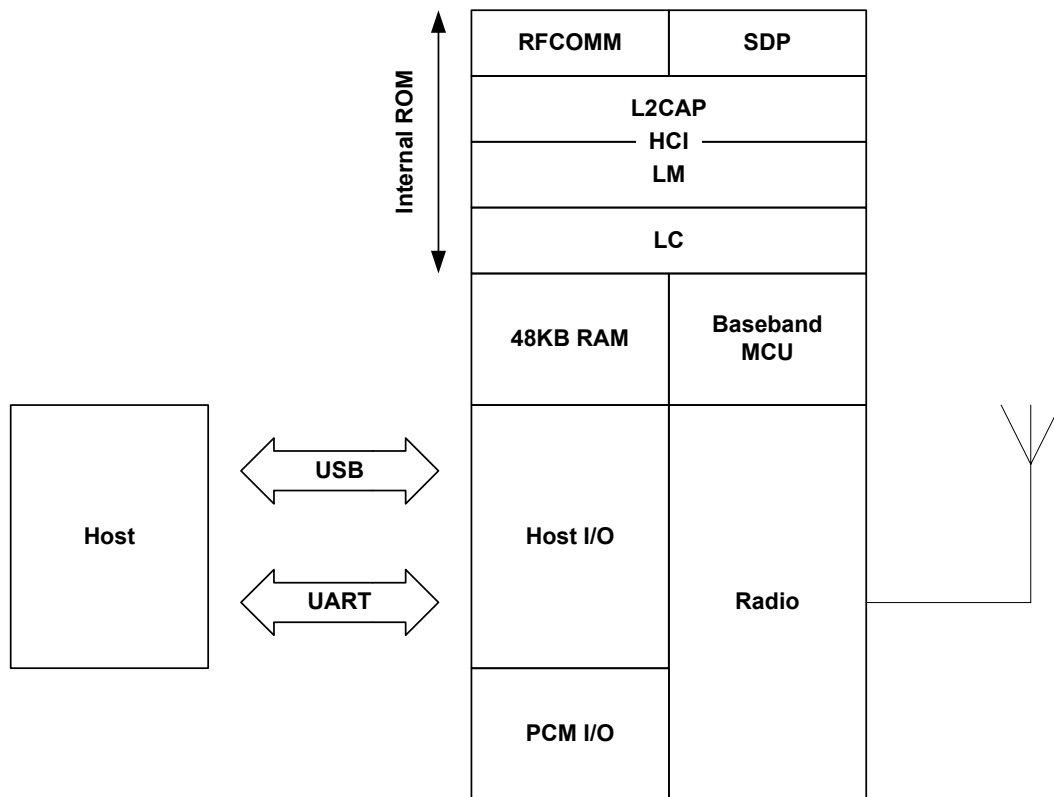 RFCOMM
SDP
Internal ROM
L2CAP
HCI
LM
LC
48KB RAM
Baseband
MCU
USB
Host
Host I/O
UART
Radio
PCM I/O